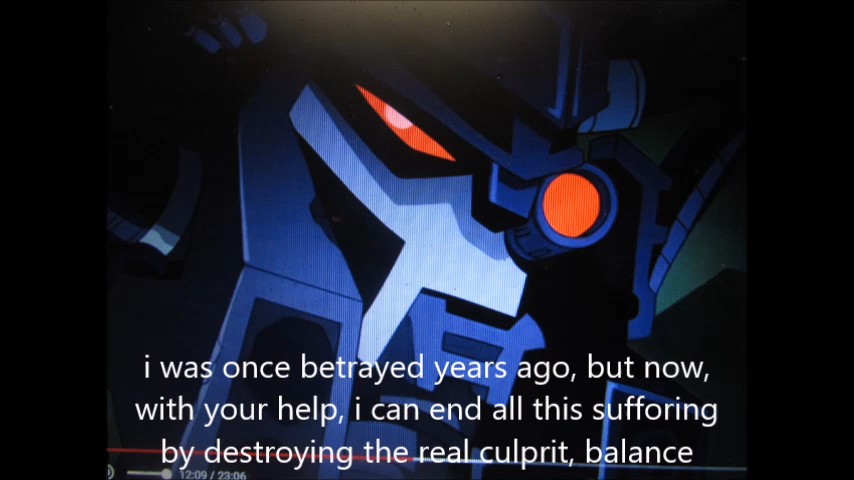 i was once betrayed years ago, but now,
with your help, i can end all this sufforing
by destroying the real culprit, balance
12:09 / 23:06